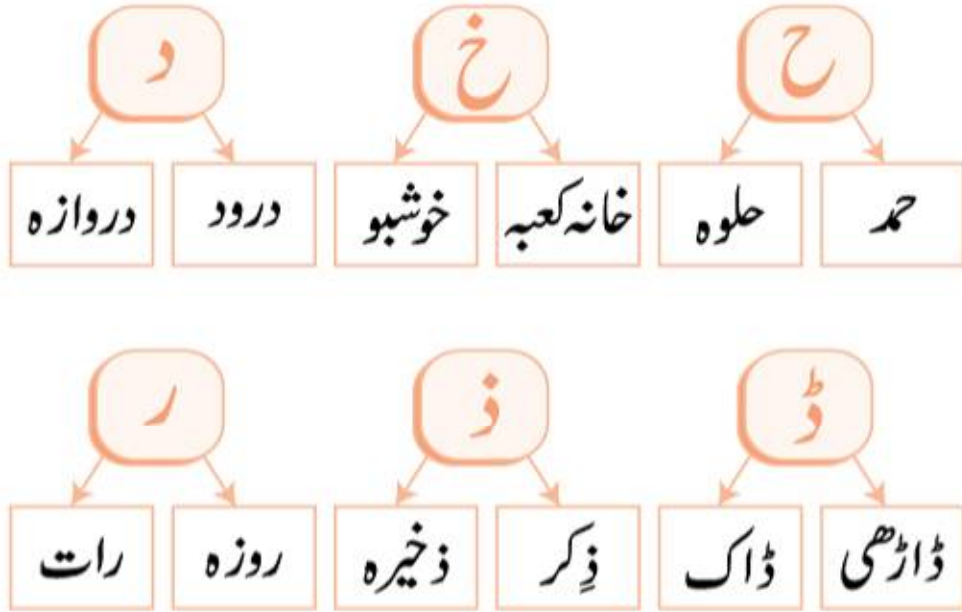 ح خ د
حمد حلوہ خانہ کعبہ خوشبو درود دروازہ
ڈ ذ ر
ڈاڑھی ڈاک ذِکر ذخیرہ روزہ رات